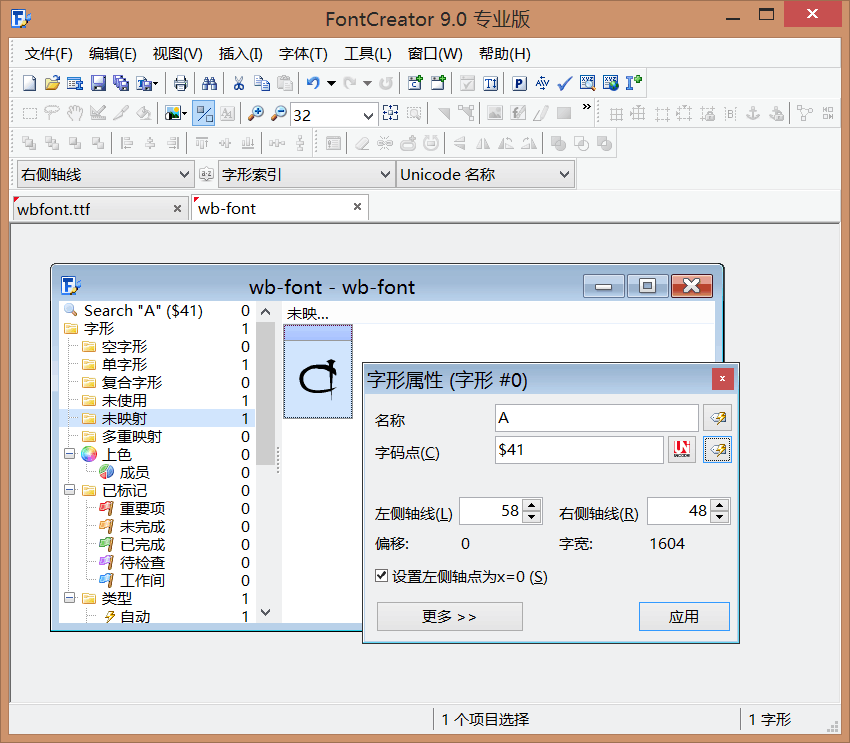 FontCreator 9.0 专业版
文件(F) 编辑(E) 视图(V) 插入(I) 字体(T) 工具(L) 窗口(W) 帮助(H)
32
右侧轴线 字形索引 Unicode 名称
wbfont.ttf wb-font
wb-font - wb-font
Search "A" ($41) 0
字形 1
空字形 0
单字形 1
复合字形 0
未使用 1
未映射 1
多重映射 0
上色 0
成员 0
已标记 0
重要项 0
未完成 0
已完成 0
待检查 0
工作间 0
类型 1
自动 1
未映...
字形属性 (字形 #0)
名称 A
字码点(C) $41
左侧轴线(L) 58 右侧轴线(R) 48
偏移: 0 字宽: 1604
设置左侧轴点为x=0 (S)
更多 >> 应用
1 个项目选择 1 字形